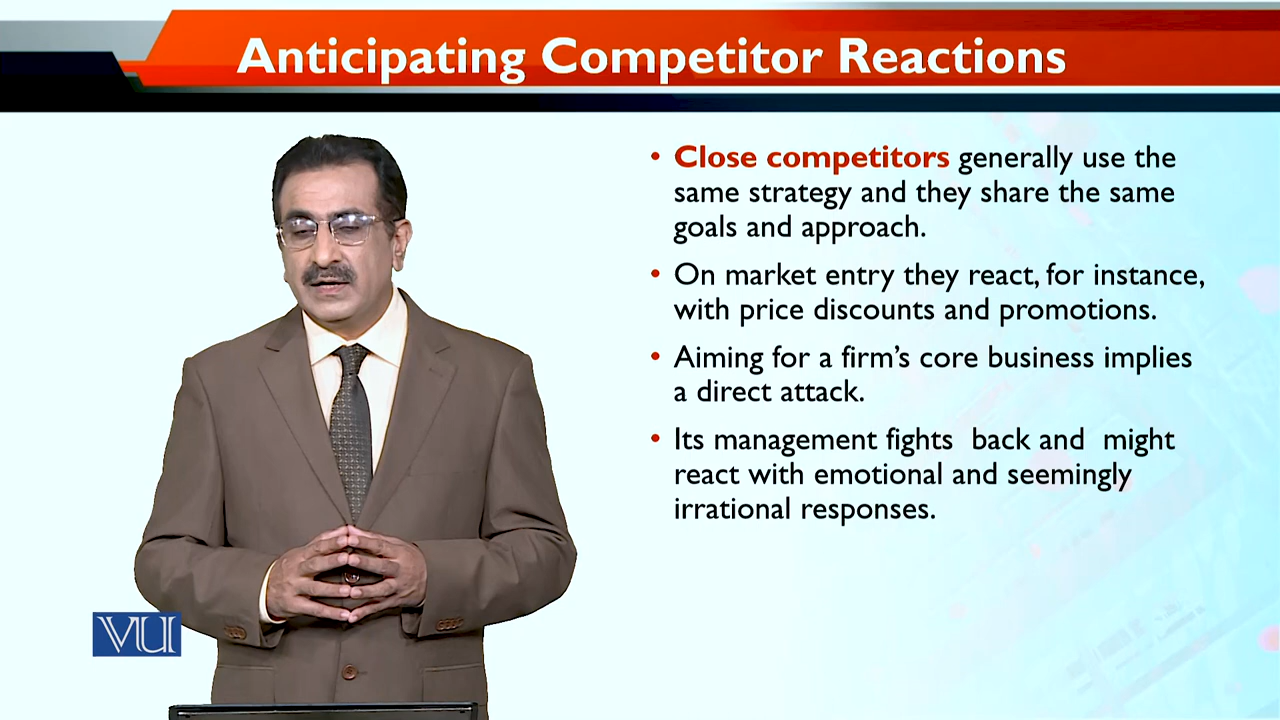 Anticipating Competitor Reactions
• Close competitors generally use the
same strategy and they share the same
goals and approach.
• On market entry they react, for instance,
with price discounts and promotions.
• Aiming for a firm's core business implies
a direct attack.
• Its management fights  back and  might
react with emotional and seemingly
irrational responses.
VU